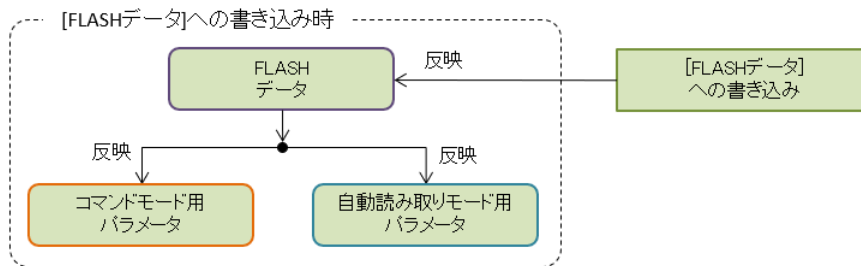 [FLASHデータ]への書き込み時
FLASH
データ
反映
[FLASHデータ]
への書き込み
反映
反映
コマンドモード用
パラメータ
自動読み取りモード用
パラメータ